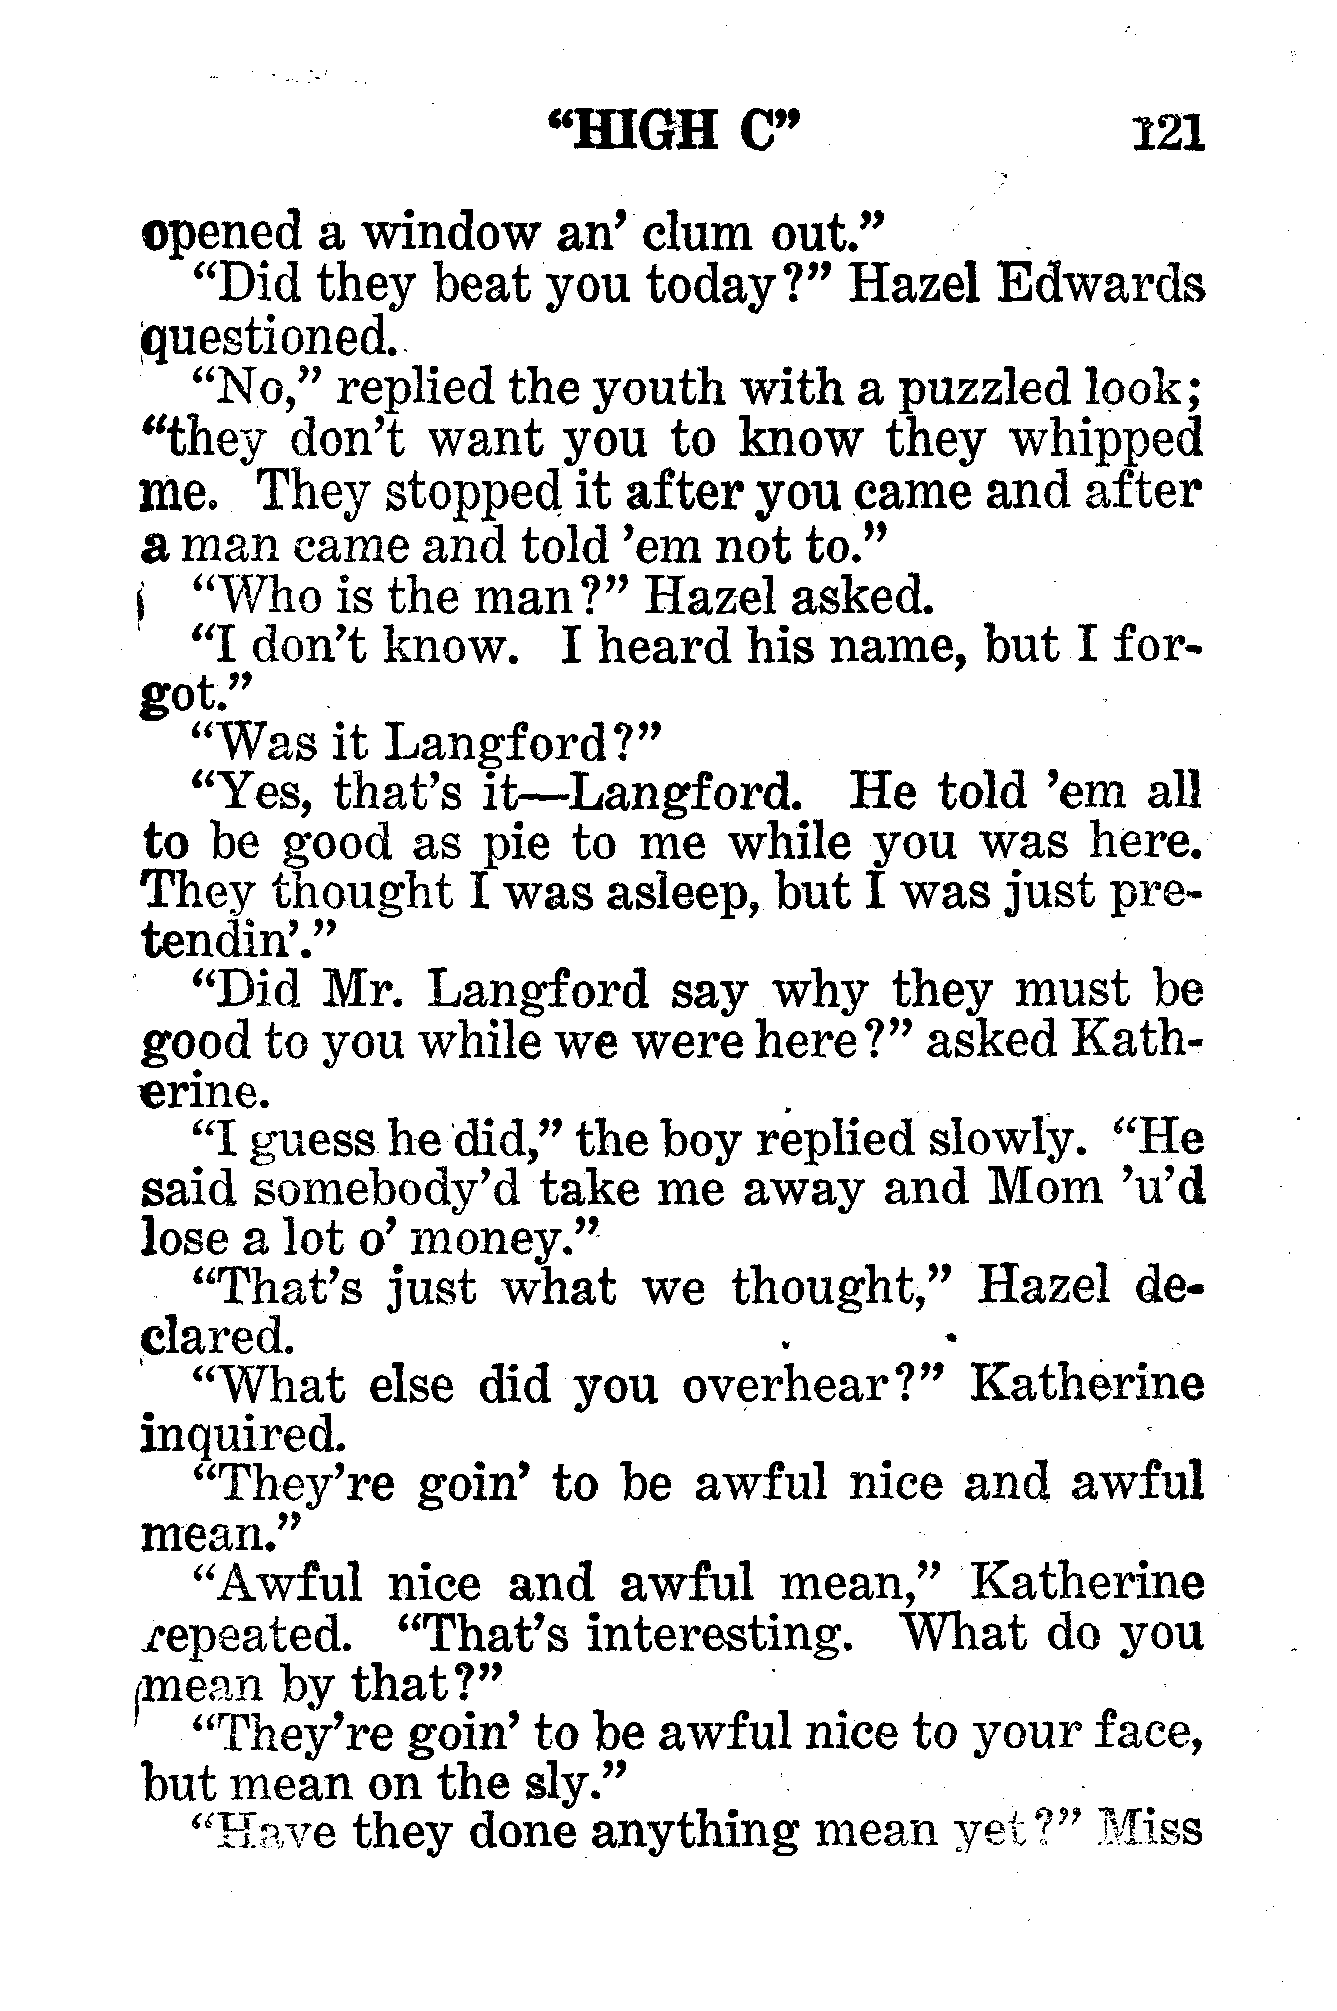 “HIGH C” 121
opened a window an’ clum out.”
“Did they beat you today?” Hazel Edwards
questioned.
“No,” replied the youth with a puzzled look;
“they don’t want you to know they whipped
me. They stopped it after you came and after
a man came and told ’em not to.”
“Who is the man?” Hazel asked.
“I don’t know. I heard his name, but I for-
got.”
“Was it Langford?”
“Yes, that’s it—Langford. He told ’em all
to be good as pie to me while you was here.
They thought I was asleep, but I was just pre-
tendin’.”
“Did Mr. Langford say why they must be
good to you while we were here?” asked Kath-
erine.
“I guess he did,” the boy replied slowly. “He
said somebody’d take me away and Mom ’u’d
lose a lot o’ money.”
“That’s just what we thought,” Hazel de-
clared.
“What else did you overhear?” Katherine
inquired.
“They’re goin’ to be awful nice and awful
mean.”
“Awful nice and awful mean,” Katherine
repeated. “That’s interesting. What do you
mean by that?”
“They’re goin’ to be awful nice to your face,
but mean on the sly.”
“Have they done anything mean yet?” Miss